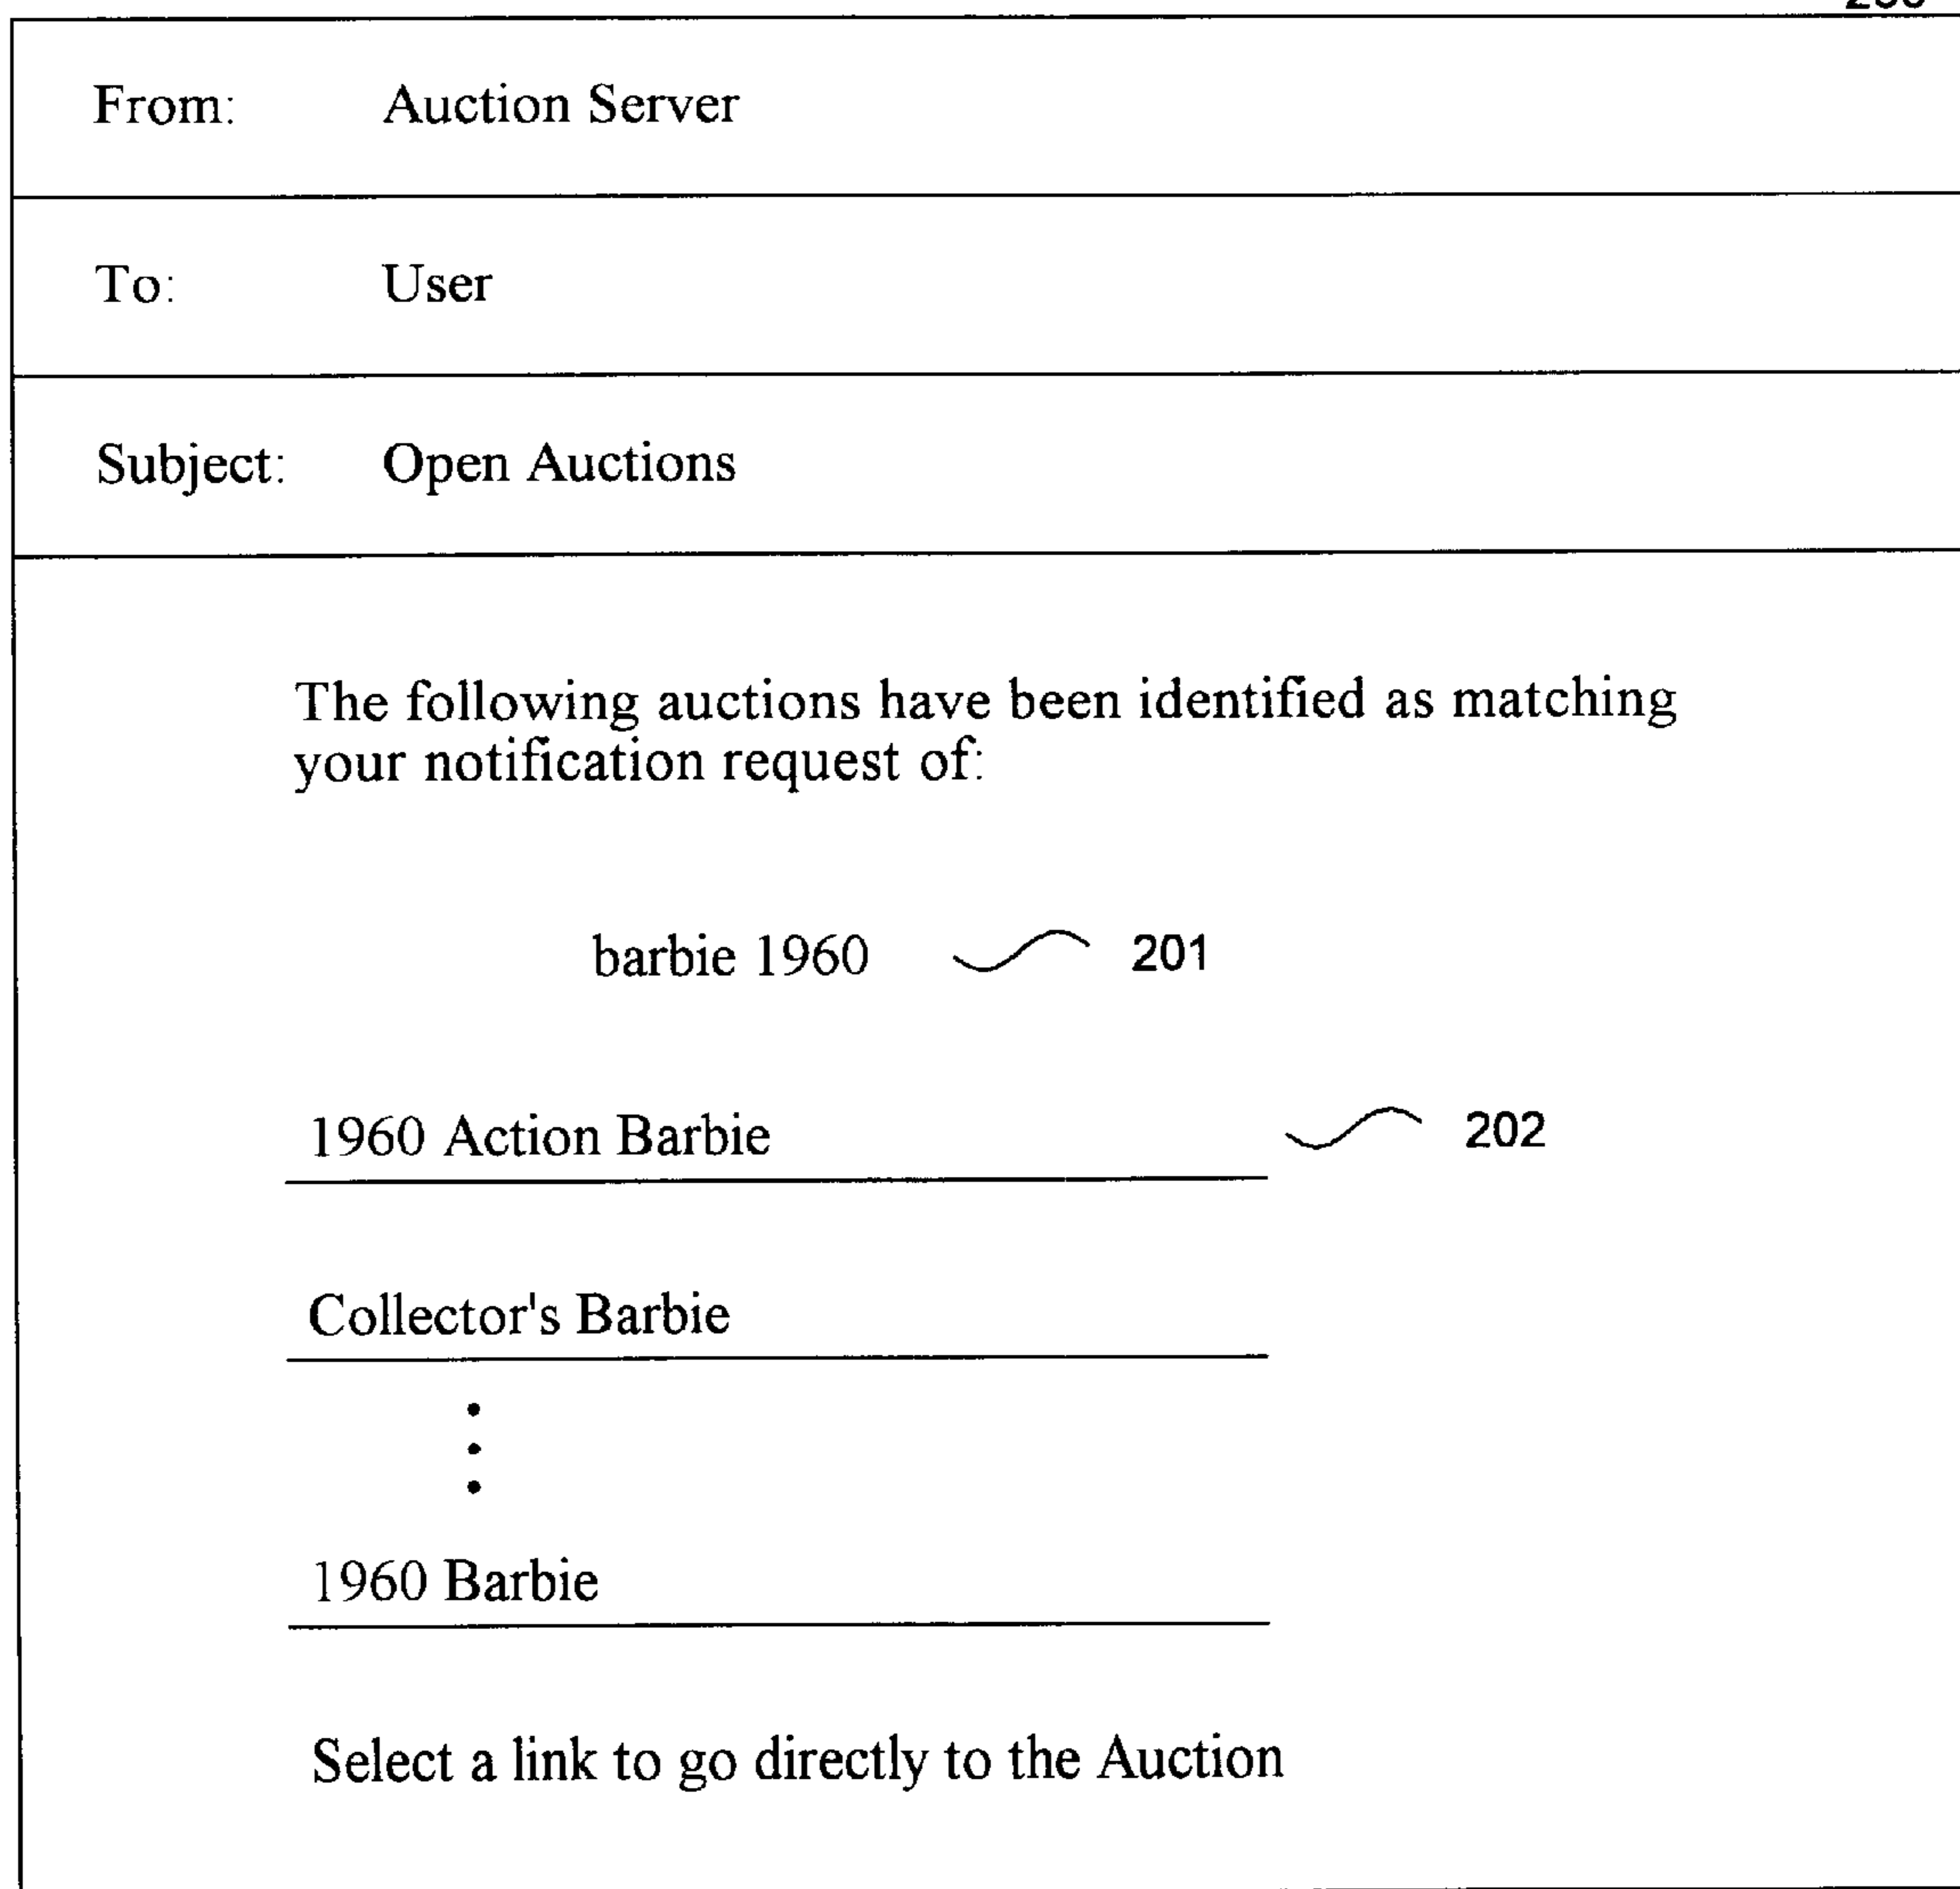 From: Auction Server
To: User
Subject: Open Auctions
The following auctions have been identified as matching
your notification request of:
barbie 1960 201
1960 Action Barbie 202
Collector's Barbie
1960 Barbie
Select a link to go directly to the Auction